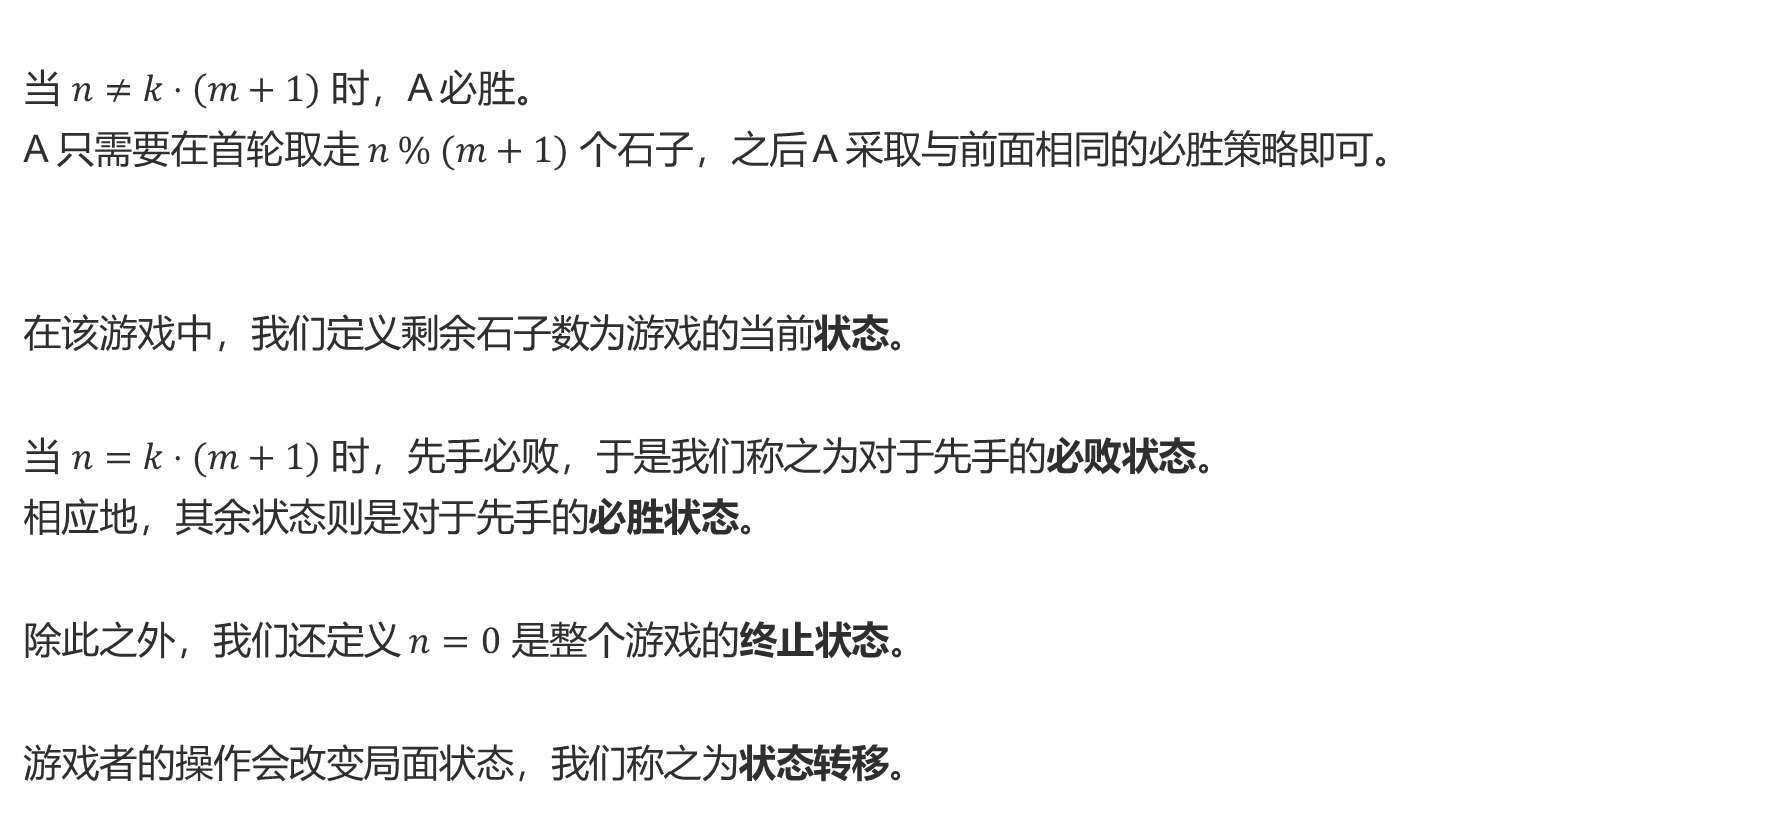 当 n ≠ k · (m + 1) 时，A 必胜。
A 只需要在首轮取走 n % (m + 1) 个石子，之后 A 采取与前面相同的必胜策略即可。
在该游戏中，我们定义剩余石子数为游戏的当前状态。
当 n = k · (m + 1) 时，先手必败，于是我们称之为对于先手的必败状态。
相应地，其余状态则是对于先手的必胜状态。
除此之外，我们还定义 n = 0 是整个游戏的终止状态。
游戏者的操作会改变局面状态，我们称之为状态转移。